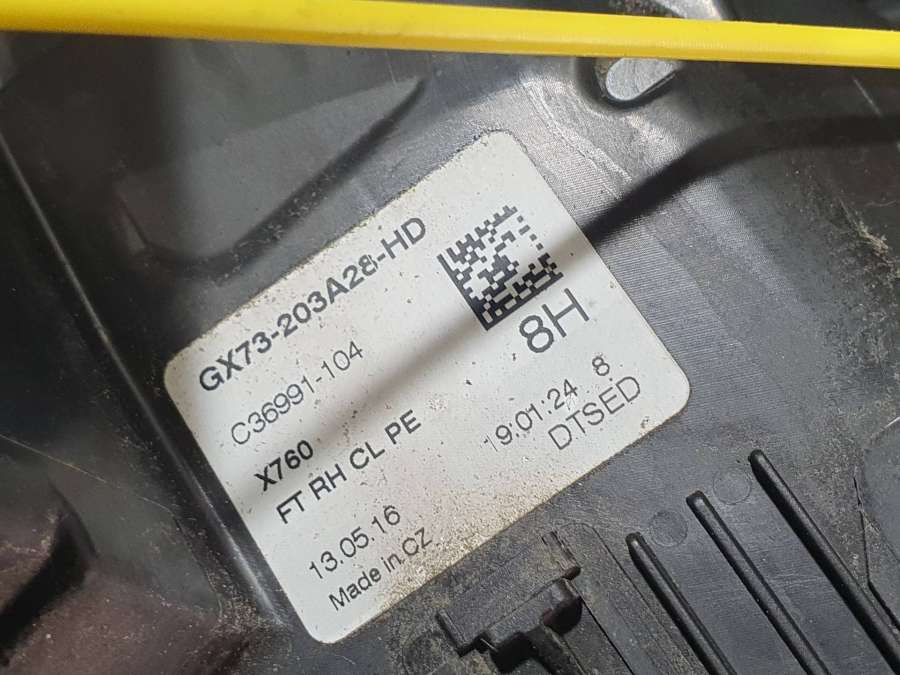 GX73-203A28-HD
C36991-104
X760
FT RH CL PE
13.05.16
Made in CZ
8H
19:01:24 8
DTSED